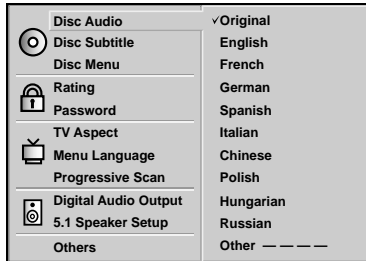 Disc Audio
Disc Subtitle
Disc Menu
Rating
Password
TV Aspect
Menu Language
Progressive Scan
Digital Audio Output
5.1 Speaker Setup
Others
✓Original
English
French
German
Spanish
Italian
Chinese
Polish
Hungarian
Russian
Other — — — —